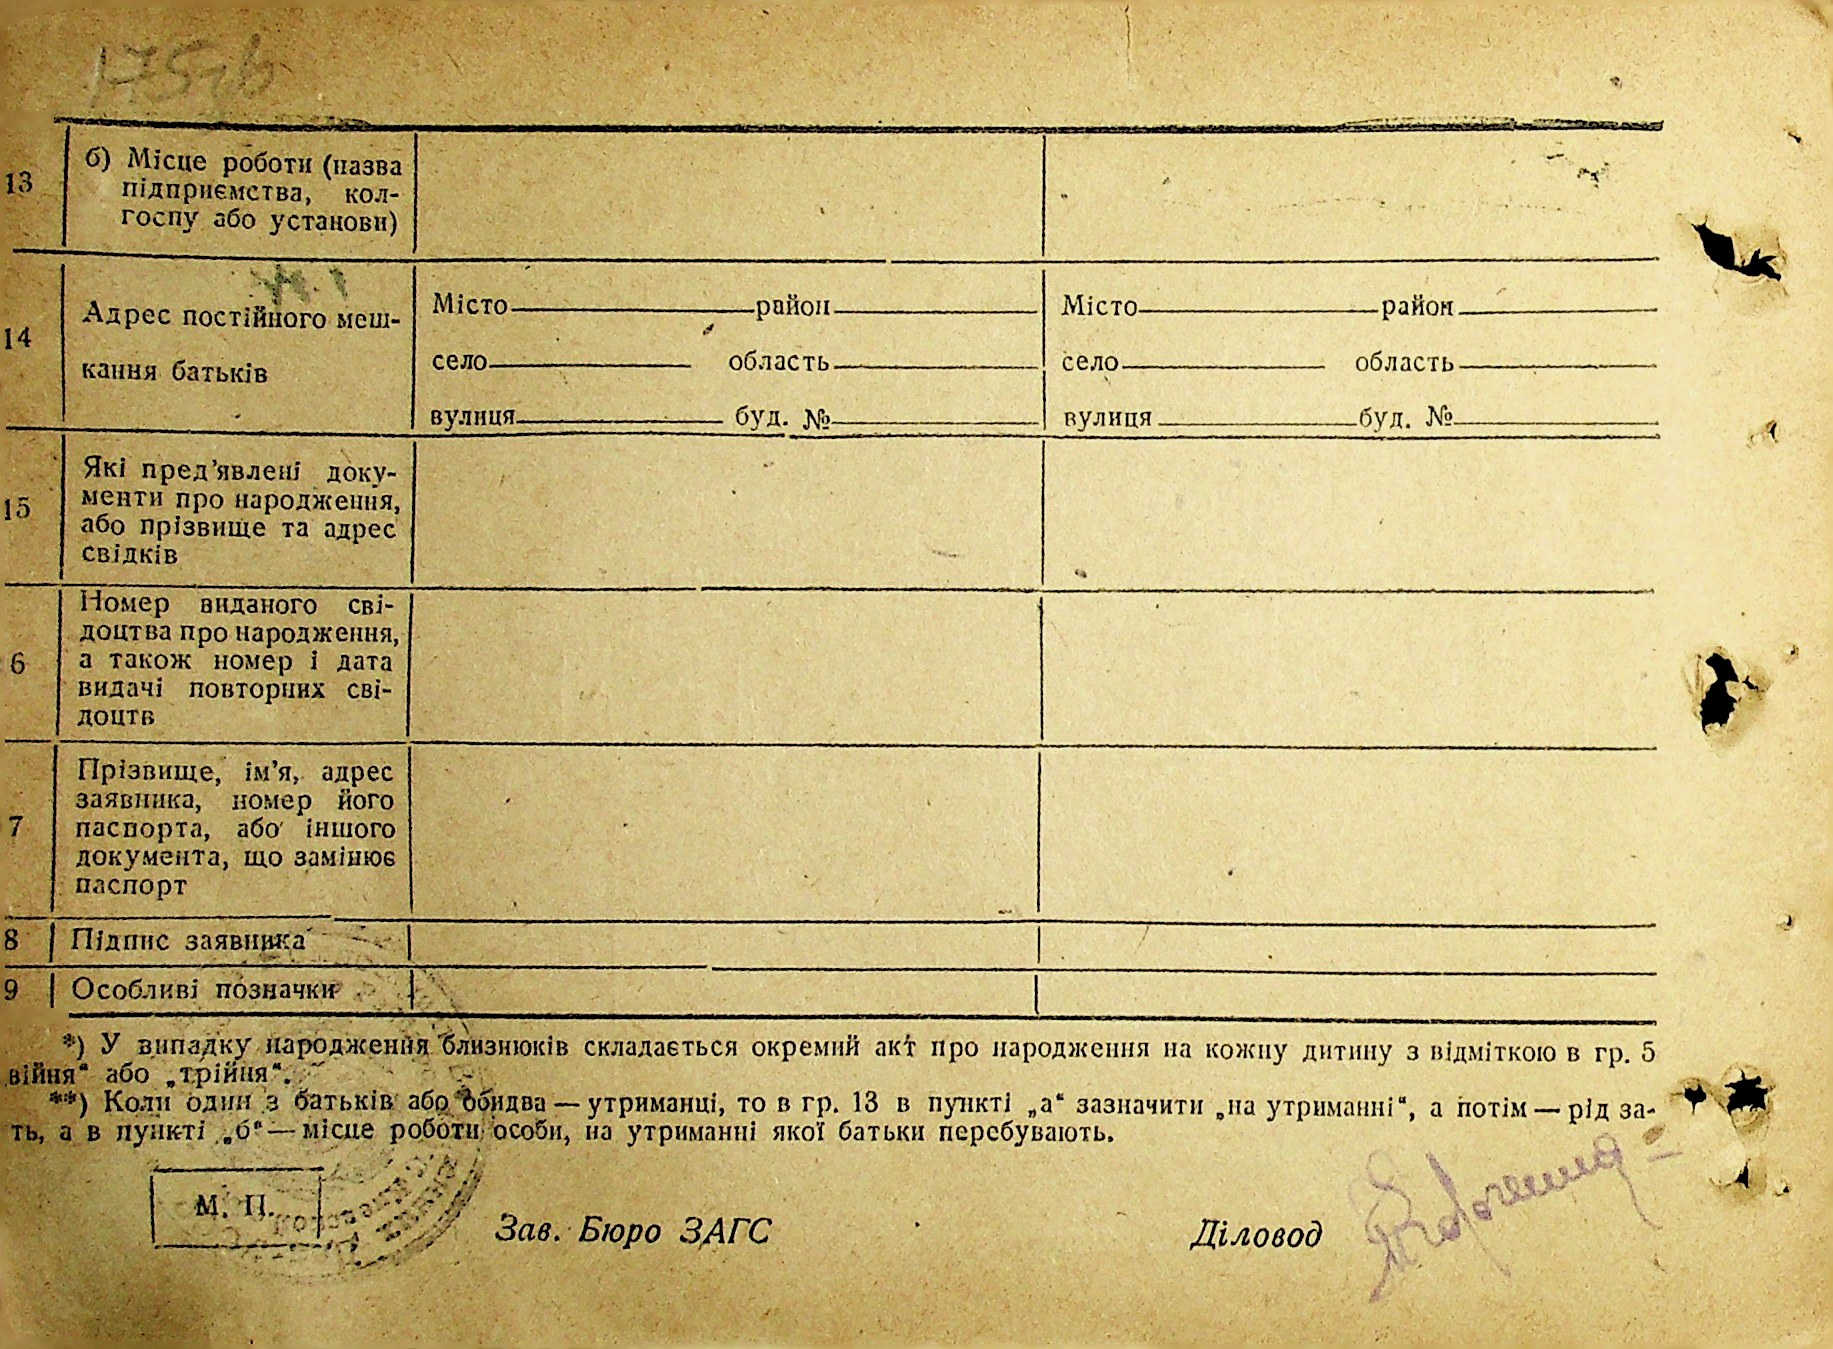 13
б) Місце роботи (назва
підприємства, кол-
госпу або установи)
14
Адрес постійного меш-
кання батьків
Місто район
село область
вулиця буд. №
Місто район
село область
вулиця буд. №
15
Які пред’явлені доку-
менти про народження,
або прізвище та адрес
свідків
6
Номер виданого сві-
доцтва про народження,
а також номер і дата
видачі повторних сві-
доцтв
7
Прізвище, ім’я, адрес
заявника, номер його
паспорта, або іншого
документа, що замінює
паспорт
8
Підпис заявника
9
Особливі позначки
*) У випадку народження близнюків складається окремий акт про народження на кожну дитину з відміткою в гр. 5
війня“ або „трійня“.
**) Коли один з батьків або обидва — утриманці, то в гр. 13 в пункті „а“ зазначити „на утриманні“, а потім — рід за-
ть, а в пункті „б“ — місце роботи особи, на утриманні якої батьки перебувають.
М. П.
Зав. Бюро ЗАГС
Діловод